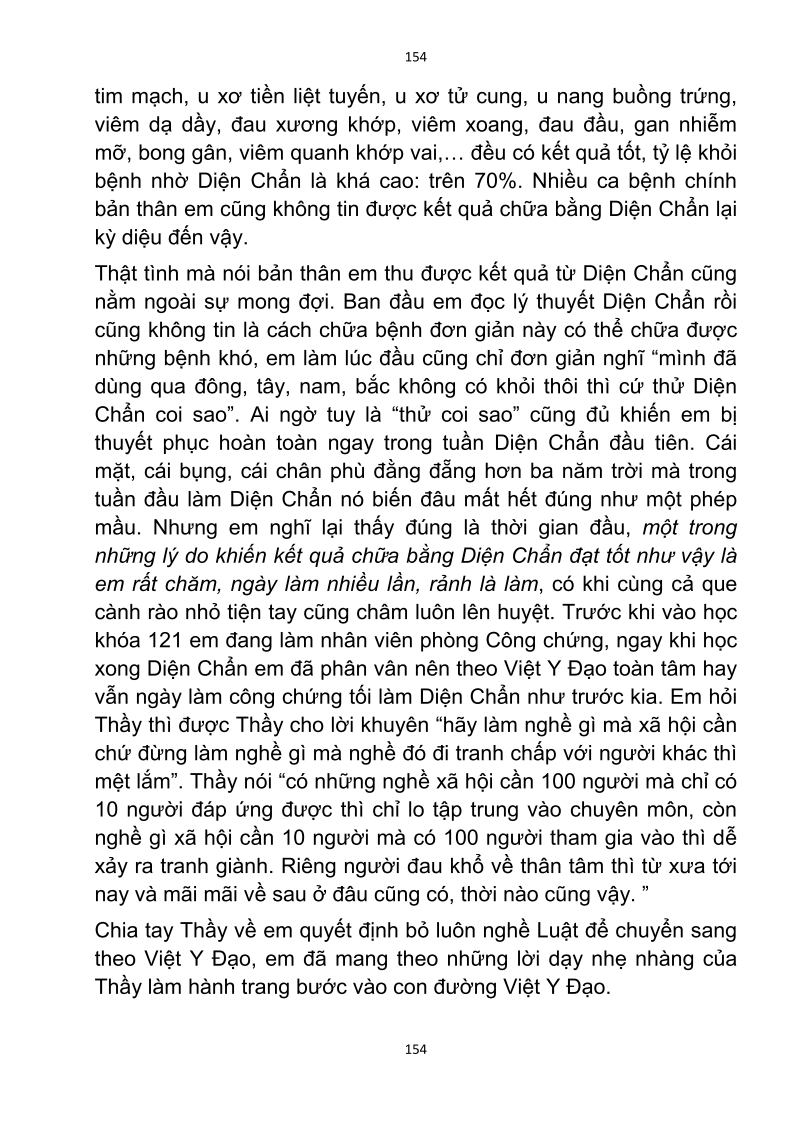 154
tim mạch, u xơ tiền liệt tuyến, u xơ tử cung, u nang buồng trứng,
viêm dạ dầy, đau xương khớp, viêm xoang, đau đầu, gan nhiễm
mỡ, bong gân, viêm quanh khớp vai,… đều có kết quả tốt, tỷ lệ khỏi
bệnh nhờ Diện Chẩn là khá cao: trên 70%. Nhiều ca bệnh chính
bản thân em cũng không tin được kết quả chữa bằng Diện Chẩn lại
kỳ diệu đến vậy.
Thật tình mà nói bản thân em thu được kết quả từ Diện Chẩn cũng
nằm ngoài sự mong đợi. Ban đầu em đọc lý thuyết Diện Chẩn rồi
cũng không tin là cách chữa bệnh đơn giản này có thể chữa được
những bệnh khó, em làm lúc đầu cũng chỉ đơn giản nghĩ “mình đã
dùng qua đông, tây, nam, bắc không có khỏi thôi thì cứ thử Diện
Chẩn coi sao”. Ai ngờ tuy là “thử coi sao” cũng đủ khiến em bị
thuyết phục hoàn toàn ngay trong tuần Diện Chẩn đầu tiên. Cái
mặt, cái bụng, cái chân phù đằng đẵng hơn ba năm trời mà trong
tuần đầu làm Diện Chẩn nó biến đâu mất hết đúng như một phép
mầu. Nhưng em nghĩ lại thấy đúng là thời gian đầu, một trong
những lý do khiến kết quả chữa bằng Diện Chẩn đạt tốt như vậy là
em rất chăm, ngày làm nhiều lần, rảnh là làm, có khi cùng cả que
cành rào nhỏ tiện tay cũng châm luôn lên huyệt. Trước khi vào học
khóa 121 em đang làm nhân viên phòng Công chứng, ngay khi học
xong Diện Chẩn em đã phân vân nên theo Việt Y Đạo toàn tâm hay
vẫn ngày làm công chứng tối làm Diện Chẩn như trước kia. Em hỏi
Thầy thì được Thầy cho lời khuyên “hãy làm nghề gì mà xã hội cần
chứ đừng làm nghề gì mà nghề đó đi tranh chấp với người khác thì
mệt lắm”. Thầy nói “có những nghề xã hội cần 100 người mà chỉ có
10 người đáp ứng được thì chỉ lo tập trung vào chuyên môn, còn
nghề gì xã hội cần 10 người mà có 100 người tham gia vào thì dễ
xảy ra tranh giành. Riêng người đau khổ về thân tâm thì từ xưa tới
nay và mãi mãi về sau ở đâu cũng có, thời nào cũng vậy. ”
Chia tay Thầy về em quyết định bỏ luôn nghề Luật để chuyển sang
theo Việt Y Đạo, em đã mang theo những lời dạy nhẹ nhàng của
Thầy làm hành trang bước vào con đường Việt Y Đạo.
154